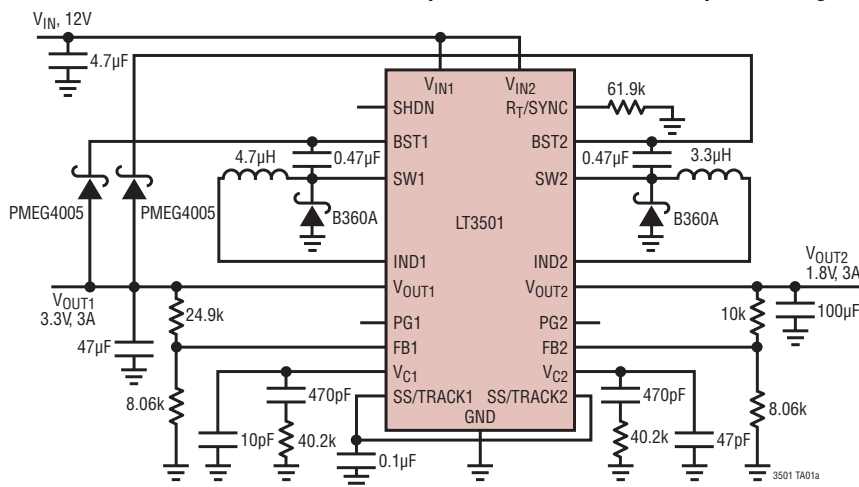 VIN, 12V
4.7µF
VIN1
VIN2
SHDN
RT/SYNC
61.9k
BST1
BST2
4.7µH
0.47µF
0.47µF
3.3µH
SW1
SW2
PMEG4005
PMEG4005
B360A
LT3501
B360A
IND1
IND2
VOUT1
3.3V, 3A
VOUT1
VOUT2
VOUT2
1.8V, 3A
24.9k
10k
100µF
PG1
PG2
47µF
FB1
FB2
VC1
VC2
8.06k
470pF
SS/TRACK1
SS/TRACK2
470pF
8.06k
GND
10pF
40.2k
40.2k
47pF
0.1µF
3501 TA01a